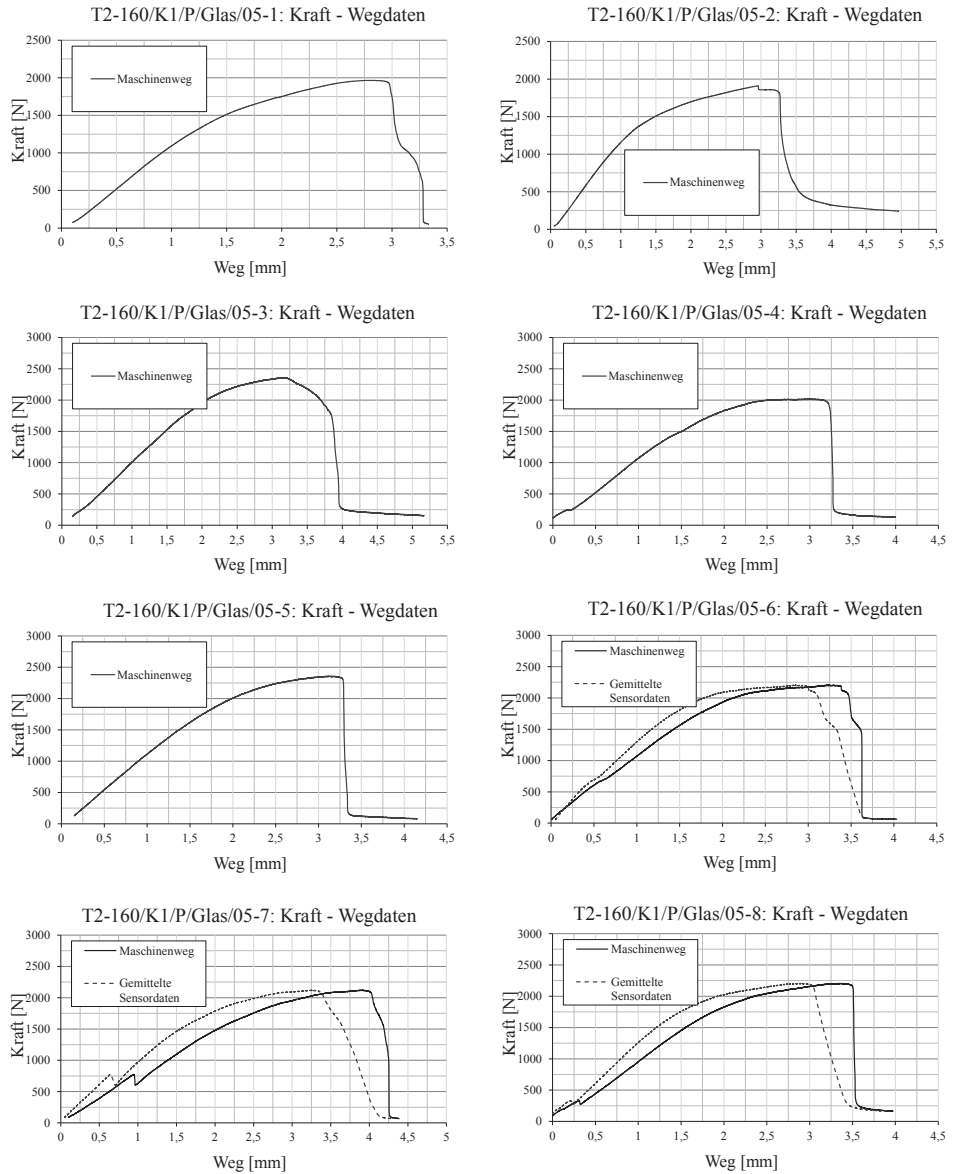 T2-160/K1/P/Glas/05-1: Kraft - Wegdaten
Kraft [N]
2500
2000
1500
1000
500
0
Maschinenweg
0 0,5 1 1,5 2 2,5 3 3,5
Weg [mm]
T2-160/K1/P/Glas/05-2: Kraft - Wegdaten
Kraft [N]
2500
2000
1500
1000
500
0
Maschinenweg
0 0,5 1 1,5 2 2,5 3 3,5 4 4,5 5 5,5
Weg [mm]
T2-160/K1/P/Glas/05-3: Kraft - Wegdaten
Kraft [N]
3000
2500
2000
1500
1000
500
0
Maschinenweg
0 0,5 1 1,5 2 2,5 3 3,5 4 4,5 5 5,5
Weg [mm]
T2-160/K1/P/Glas/05-4: Kraft - Wegdaten
Kraft [N]
3000
2500
2000
1500
1000
500
0
Maschinenweg
0 0,5 1 1,5 2 2,5 3 3,5 4 4,5
Weg [mm]
T2-160/K1/P/Glas/05-5: Kraft - Wegdaten
Kraft [N]
3000
2500
2000
1500
1000
500
0
Maschinenweg
0 0,5 1 1,5 2 2,5 3 3,5 4 4,5
Weg [mm]
T2-160/K1/P/Glas/05-6: Kraft - Wegdaten
Kraft [N]
3000
2500
2000
1500
1000
500
0
Maschinenweg
Gemittelte
Sensordaten
0 0,5 1 1,5 2 2,5 3 3,5 4 4,5
Weg [mm]
T2-160/K1/P/Glas/05-7: Kraft - Wegdaten
Kraft [N]
3000
2500
2000
1500
1000
500
0
Maschinenweg
Gemittelte
Sensordaten
0 0,5 1 1,5 2 2,5 3 3,5 4 4,5 5
Weg [mm]
T2-160/K1/P/Glas/05-8: Kraft - Wegdaten
Kraft [N]
3000
2500
2000
1500
1000
500
0
Maschinenweg
Gemittelte
Sensordaten
0 0,5 1 1,5 2 2,5 3 3,5 4 4,5
Weg [mm]